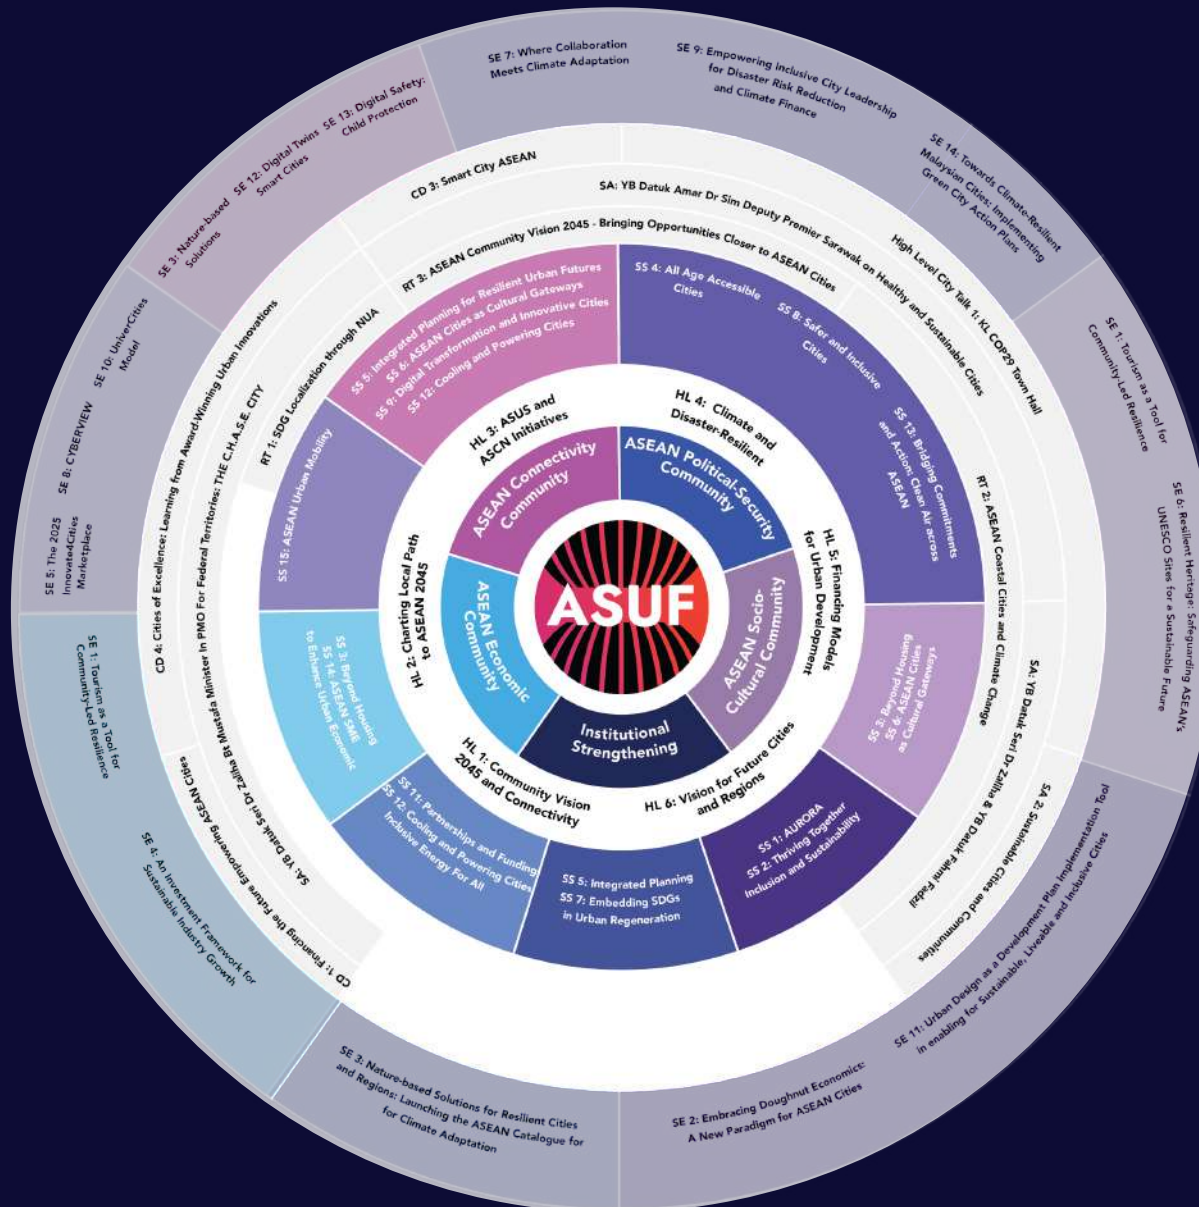 SE 7: Where Collaboration
Meets Climate Adaptation
SE 9: Empowering Inclusive City Leadership
for Disaster Risk Reduction
and Climate Finance
SE 14: Towards Climate-Resilient
Malaysian Cities: Implementing
Green City Action Plans
SE 1: Tourism as a Tool for
Community-Led Resilience
SE 6: Resilient Heritage: Safeguarding ASEAN's
UNESCO Sites for a Sustainable Future
SE 11: Urban Design as a Development Plan Implementation Tool
in enabling for Sustainable, Liveable and Inclusive Cities
SE 2: Embracing Doughnut Economics:
A New Paradigm for ASEAN Cities
SE 3: Nature-based Solutions for Resilient Cities
and Regions: Launching the ASEAN Catalogue for
for Climate Adaptation
SE 4: An Investment Framework for
Sustainable Industry Growth
SE 1: Tourism as a Tool for
Community-Led Resilience
SE 5: The 2025
Innovate4Cities
Marketplace
SE 8: CYBERVIEW
SE 10: UniverCities
Model
SE 3: Nature-based
Solutions
SE 12: Digital Twins
Smart Cities
SE 13: Digital Safety:
Child Protection
CD 3: Smart City ASEAN
High Level City Talk 1: KL COP29 Town Hall
SA: YB Datuk Amar Dr Sim Deputy Premier Sarawak on Healthy and Sustainable Cities
RT 3: ASEAN Community Vision 2045 - Bringing Opportunities Closer to ASEAN Cities
RT 2: ASEAN Coastal Cities and Climate Change
SA: YB Datuk Seri Dr Zaliha & YB Datuk Fahmi Fadzil
SA 2: Sustainable Cities and Communities
CD 1: Financing the Future Empowering ASEAN Cities
SA: YB Datuk Seri Dr Zaliha Bt Mustafa Minister In PMO For Federal Territories: THE C.H.A.S.E. CITY
CD 4: Cities of Excellence: Learning from Award-Winning Urban Innovations
RT 1: SDG Localization through NUA
SS 5: Integrated Planning for Resilient Urban Futures
SS 6: ASEAN Cities as Cultural Gateways
SS 9: Digital Transformation and Innovative Cities
SS 12: Cooling and Powering Cities
SS 4: All Age Accessible
Cities
SS 8: Safer and Inclusive
Cities
SS 13: Bridging Commitments
and Action: Clean Air across
ASEAN
SS 3: Beyond Housing
SS 6: ASEAN Cities
as Cultural Gateways
SS 1: AURORA
SS 2: Thriving Together
Inclusion and Sustainability
SS 5: Integrated Planning
SS 7: Embedding SDGs
in Urban Regeneration
SS 11: Partnerships and Funding
SS 12: Cooling and Powering Cities
Inclusive Energy For All
SS 3: Beyond Housing
SS 14: ASEAN SME
to Enhance Urban Economic
SS 15: ASEAN Urban Mobility
HL 3: ASUS and
ASCN Initiatives
HL 4: Climate and
Disaster-Resilient
HL 5: Financing Models
for Urban Development
HL 6: Vision for Future Cities
and Regions
HL 1: Community Vision
2045 and Connectivity
HL 2: Charting Local Path
to ASEAN 2045
ASEAN Connectivity
Community
ASEAN Political-Security
Community
ASEAN Socio-
Cultural Community
Institutional
Strengthening
ASEAN Economic
Community
ASUF